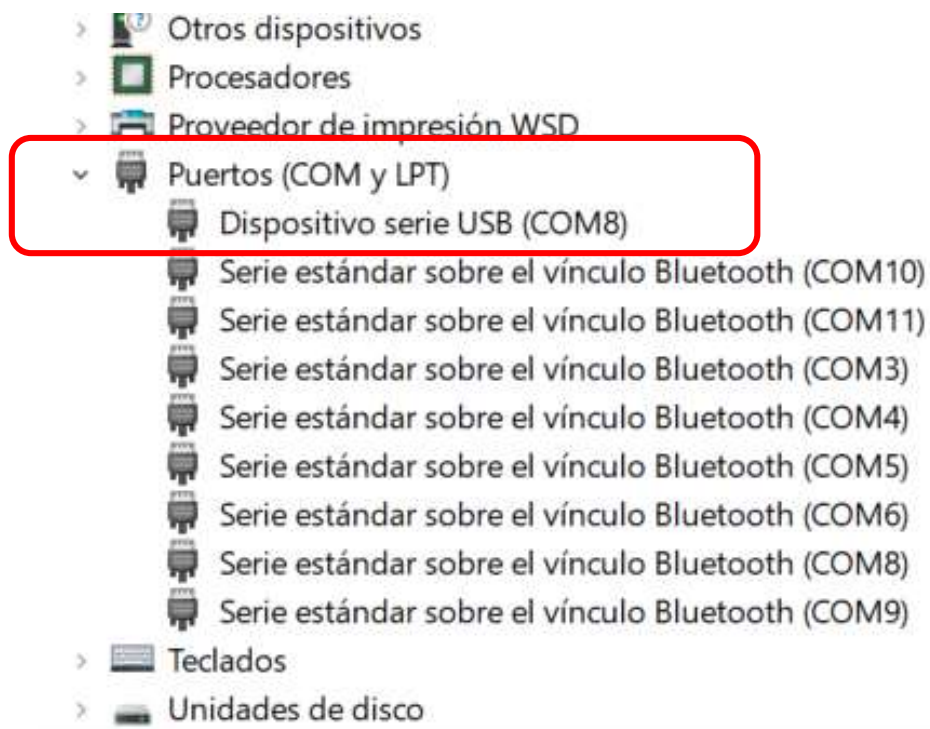 Otros dispositivos
Procesadores
Proveedor de impresión WSD
Puertos (COM y LPT)
Dispositivo serie USB (COM8)
Serie estándar sobre el vínculo Bluetooth (COM10)
Serie estándar sobre el vínculo Bluetooth (COM11)
Serie estándar sobre el vínculo Bluetooth (COM3)
Serie estándar sobre el vínculo Bluetooth (COM4)
Serie estándar sobre el vínculo Bluetooth (COM5)
Serie estándar sobre el vínculo Bluetooth (COM6)
Serie estándar sobre el vínculo Bluetooth (COM8)
Serie estándar sobre el vínculo Bluetooth (COM9)
Teclados
Unidades de disco